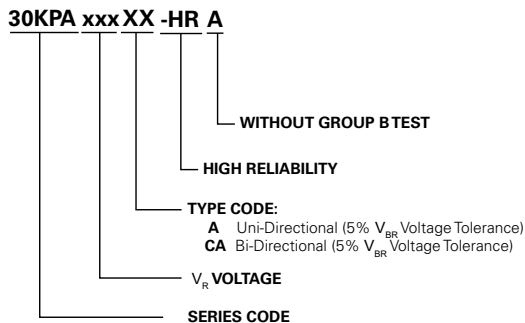 30KPA xxx XX -HR A
WITHOUT GROUP B TEST
HIGH RELIABILITY
TYPE CODE:
A Uni-Directional (5% VBR Voltage Tolerance)
CA Bi-Directional (5% VBR Voltage Tolerance)
VR VOLTAGE
SERIES CODE